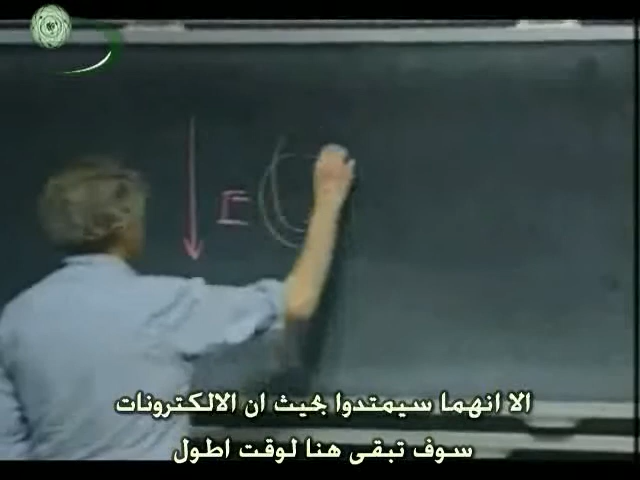 E
الا انهما سيمتدوا بحيث ان الالكترونات
سوف تبقى هنا لوقت اطول